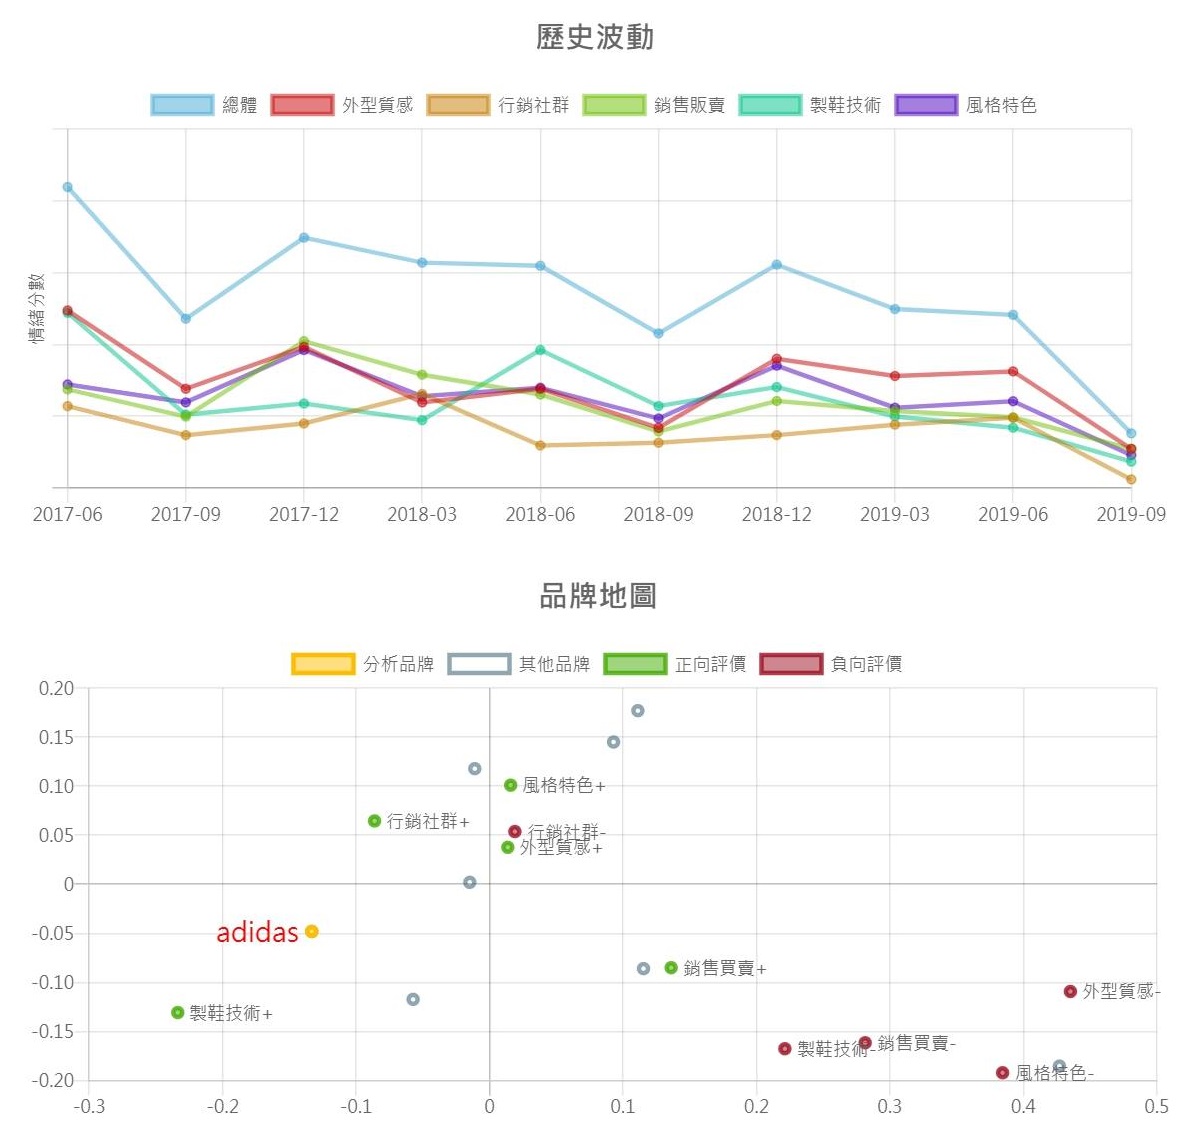 歷史波動
總體 外型質感 行銷社群 銷售販賣 製鞋技術 風格特色
情緒分數
2017-06 2017-09 2017-12 2018-03 2018-06 2018-09 2018-12 2019-03 2019-06 2019-09
品牌地圖
分析品牌 其他品牌 正向評價 負向評價
0.20
0.15
0.10
風格特色+
行銷社群+
0.05
行銷社群-
外型質感+
0
-0.05
adidas
銷售買賣+
-0.10
外型質感-
製鞋技術+
-0.15
製鞋技術-
銷售買賣-
風格特色-
-0.20
-0.3 -0.2 -0.1 0 0.1 0.2 0.3 0.4 0.5